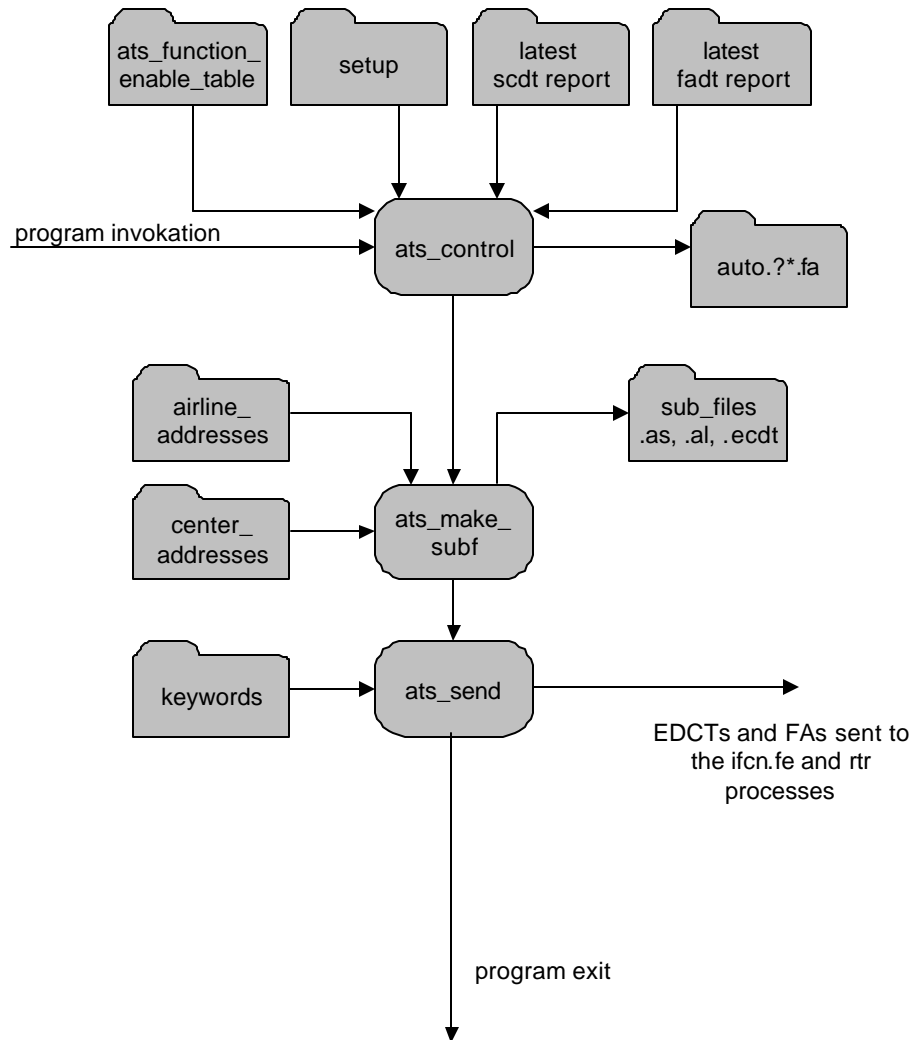 ats_function_
enable_table
setup
latest
scdt report
latest
fadt report
program invokation
ats_control
auto.?*.fa
airline_
addresses
sub_files
.as, .al, .ecdt
center_
addresses
ats_make_
subf
keywords
ats_send
EDCTs and FAs sent to
the ifcn.fe and rtr
processes
program exit